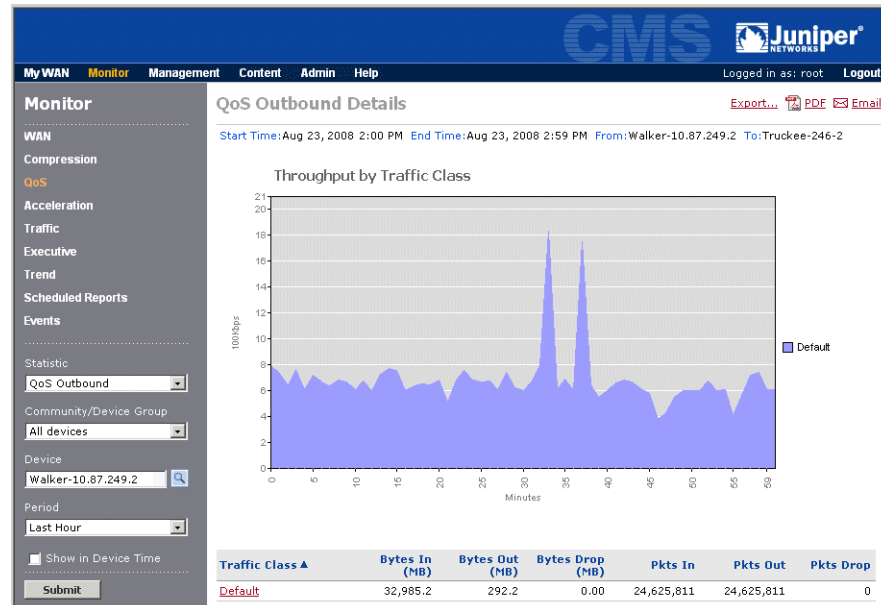 CMS
Juniper®
NETWORKS
My WAN Monitor Management Content Admin Help Logged in as: root Logout
Monitor
WAN
Compression
QoS
Acceleration
Traffic
Executive
Trend
Scheduled Reports
Events
Statistic
QoS Outbound
Community/Device Group
All devices
Device
Walker-10.87.249.2
Period
Last Hour
Show in Device Time
Submit
QoS Outbound Details
Export... PDF Email
Start Time:Aug 23, 2008 2:00 PM End Time:Aug 23, 2008 2:59 PM From:Walker-10.87.249.2 To:Truckee-246-2
Throughput by Traffic Class
21
20
18
16
14
12
10
8
6
4
2
0
100Kbps
0 5 10 15 20 25 30 35 40 45 50 55 59
Minutes
Default
Traffic Class Bytes In (MB) Bytes Out (MB) Bytes Drop (MB) Pkts In Pkts Out Pkts Drop
Default 32,985.2 292.2 0.00 24,625,811 24,625,811 0